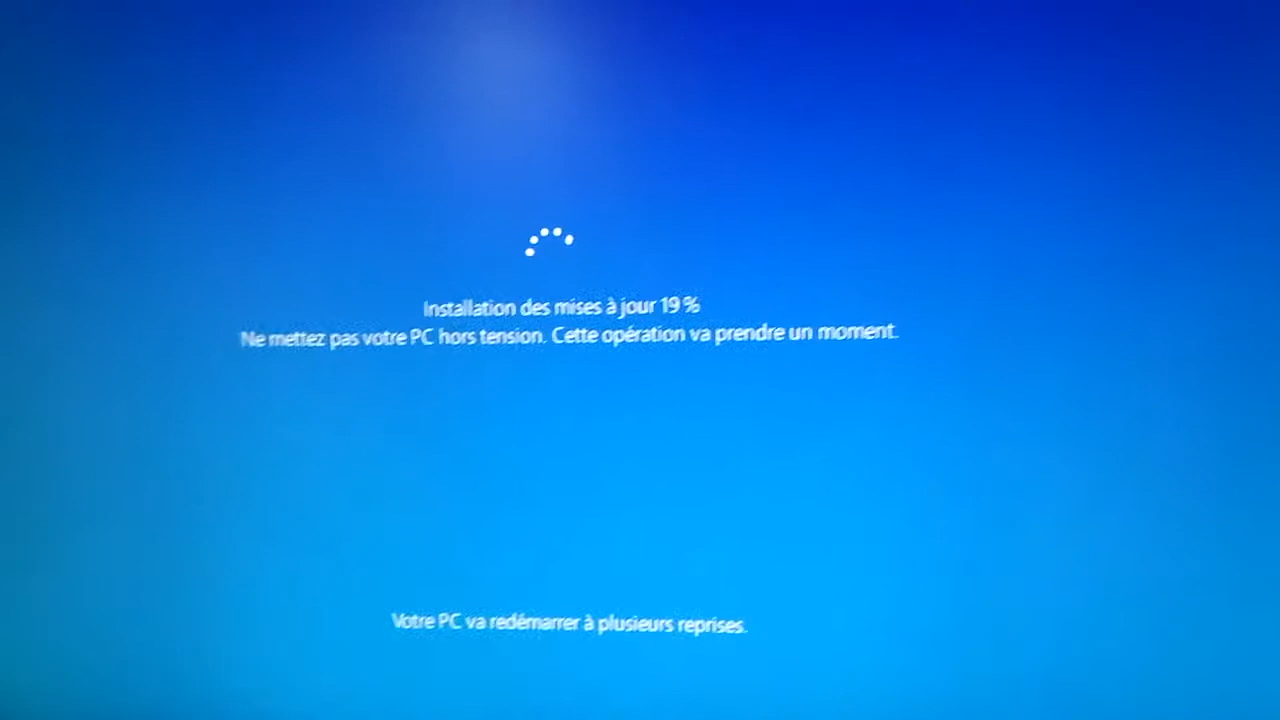 Installation des mises à jour 19 %
Ne mettez pas votre PC hors tension. Cette opération va prendre un moment.
Votre PC va redémarrer à plusieurs reprises.